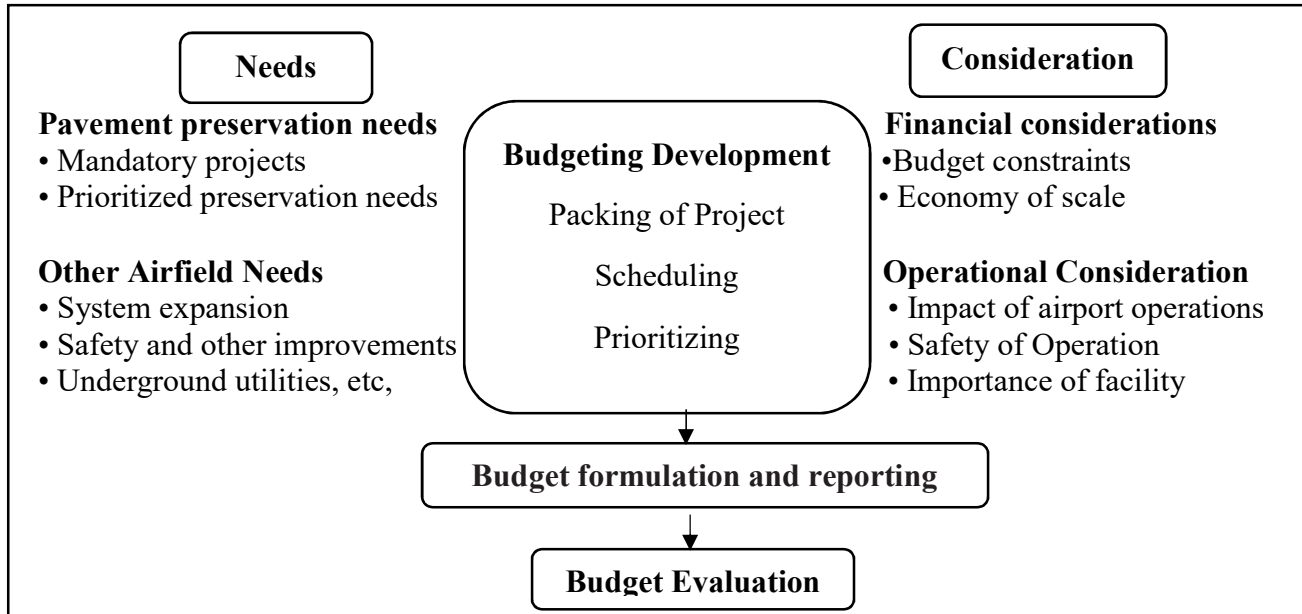 Needs
Pavement preservation needs
• Mandatory projects
• Prioritized preservation needs
Other Airfield Needs
• System expansion
• Safety and other improvements
• Underground utilities, etc,
Budgeting Development
Packing of Project
Scheduling
Prioritizing
Consideration
Financial considerations
•Budget constraints
• Economy of scale
Operational Consideration
• Impact of airport operations
• Safety of Operation
• Importance of facility
Budget formulation and reporting
Budget Evaluation